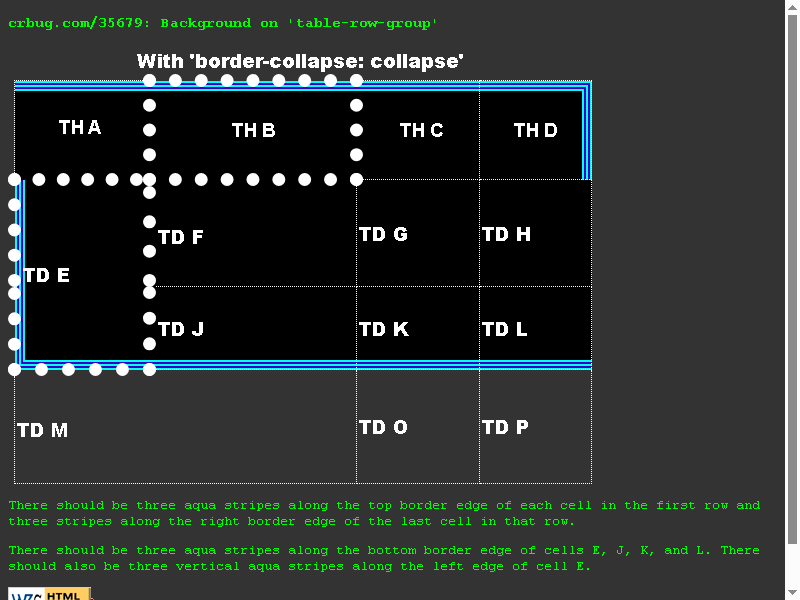 crbug.com/35679: Background on 'table-row-group'
With 'border-collapse: collapse'
TH A TH B TH C TH D
TD E TD F TD G TD H
TD J TD K TD L
TD M TD O TD P
There should be three aqua stripes along the top border edge of each cell in the first row and
three stripes along the right border edge of the last cell in that row.
There should be three aqua stripes along the bottom border edge of cells E, J, K, and L. There
should also be three vertical aqua stripes along the left edge of cell E.
W3C HTML